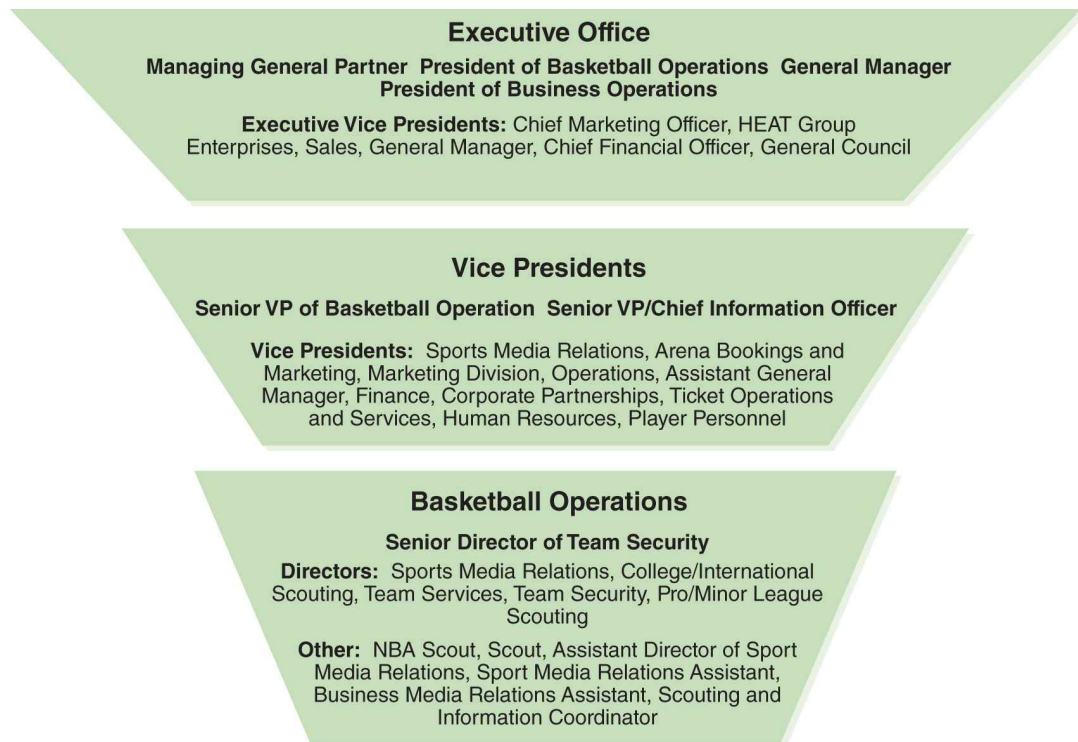 Executive Office
Managing General Partner President of Basketball Operations General Manager
President of Business Operations
Executive Vice Presidents: Chief Marketing Officer, HEAT Group
Enterprises, Sales, General Manager, Chief Financial Officer, General Council
Vice Presidents
Senior VP of Basketball Operation Senior VP/Chief Information Officer
Vice Presidents: Sports Media Relations, Arena Bookings and
Marketing, Marketing Division, Operations, Assistant General
Manager, Finance, Corporate Partnerships, Ticket Operations
and Services, Human Resources, Player Personnel
Basketball Operations
Senior Director of Team Security
Directors: Sports Media Relations, College/International
Scouting, Team Services, Team Security, Pro/Minor League
Scouting
Other: NBA Scout, Scout, Assistant Director of Sport
Media Relations, Sport Media Relations Assistant,
Business Media Relations Assistant, Scouting and
Information Coordinator